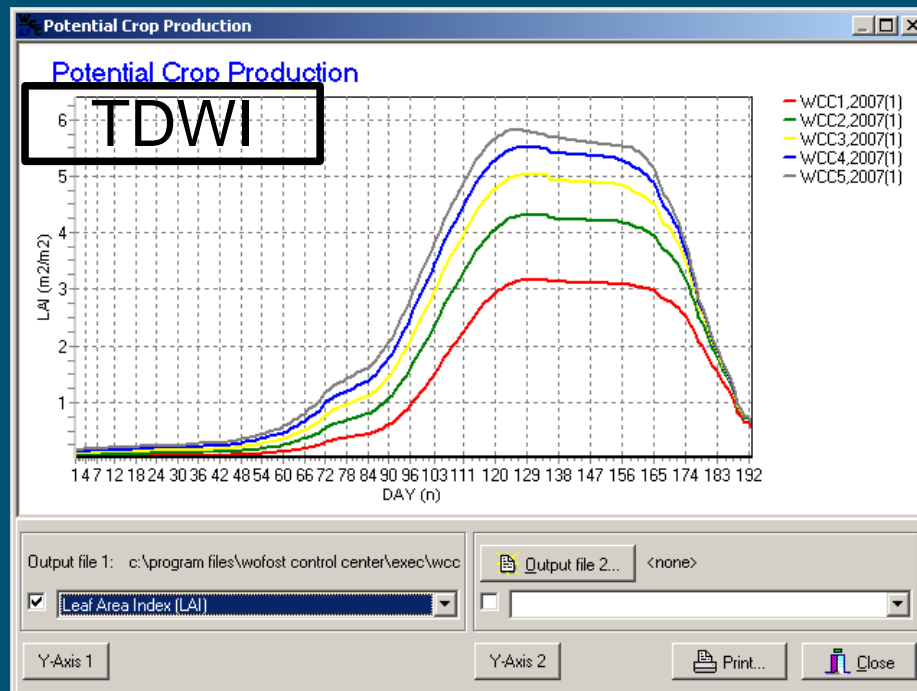 Potential Crop Production
Potential Crop Production
TDWI
WCC1,2007(1)
WCC2,2007(1)
WCC3,2007(1)
WCC4,2007(1)
WCC5,2007(1)
6
5
4
3
2
1
LAI (m2/m2)
1 4 7 12 18 24 30 36 42 48 54 60 66 72 78 84 90 96 103 111 120 129 138 147 156 165 174 183 192
DAY (n)
Output file 1: c:\program files\wofost control center\exec\wcc
Output file 2... <none>
Leaf Area Index (LAI)
Y-Axis 1 Y-Axis 2 Print... Close